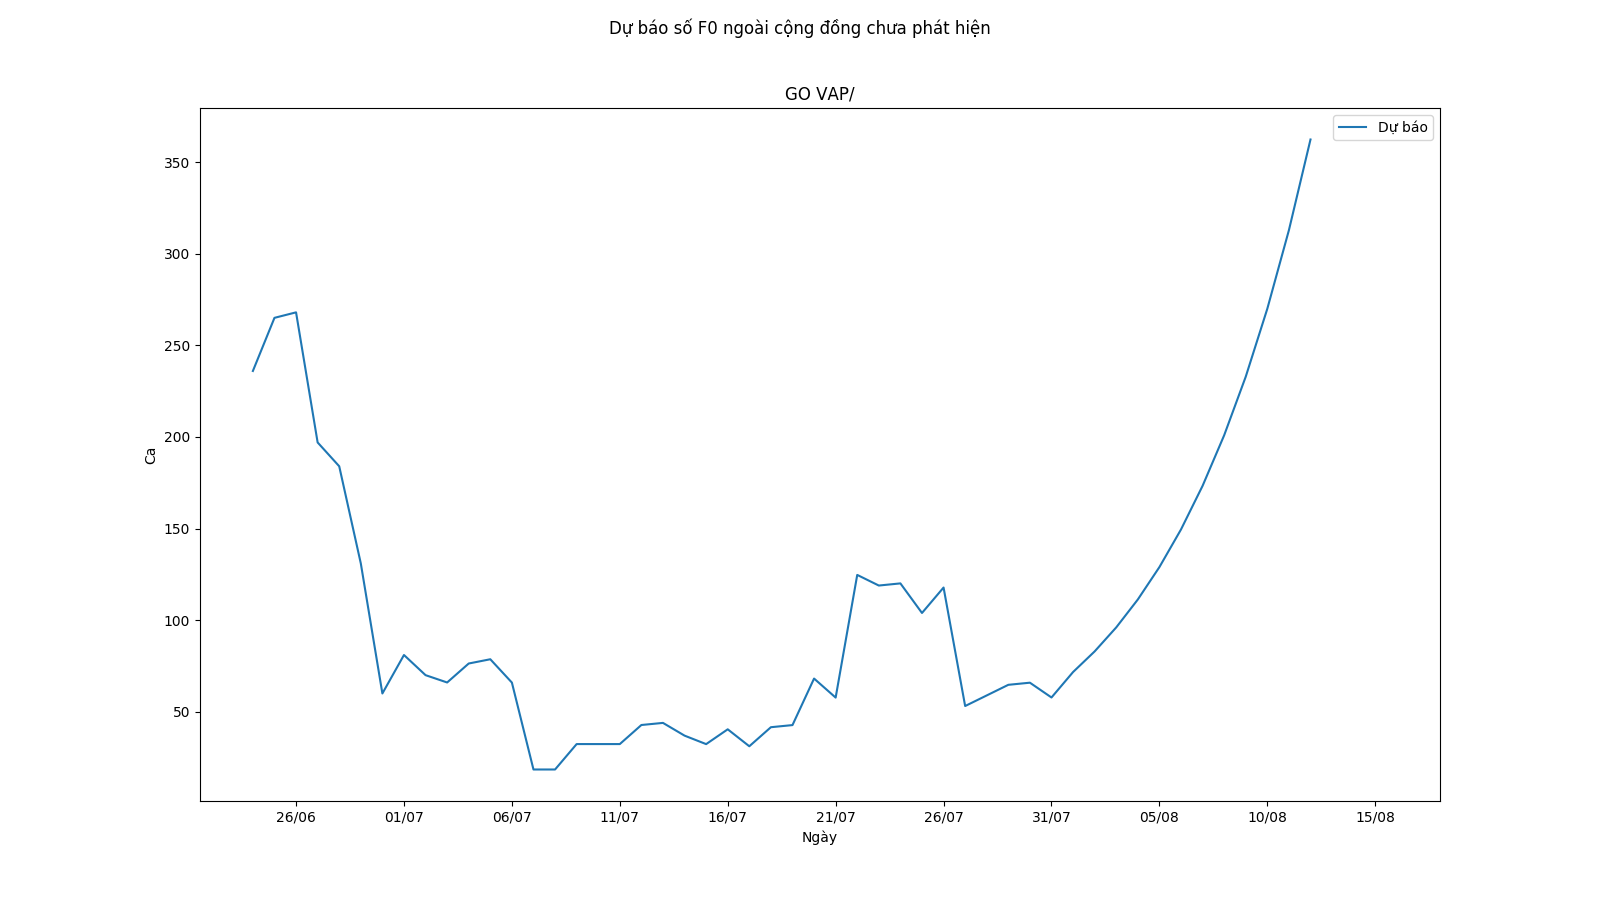 Dự báo số F0 ngoài cộng đồng chưa phát hiện
GO VAP/
Dự báo
350
300
250
200
150
100
50
Ca
26/06 01/07 06/07 11/07 16/07 21/07 26/07 31/07 05/08 10/08 15/08
Ngày